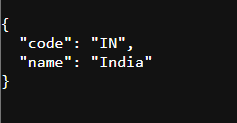 {
  "code": "IN",
  "name": "India"
}